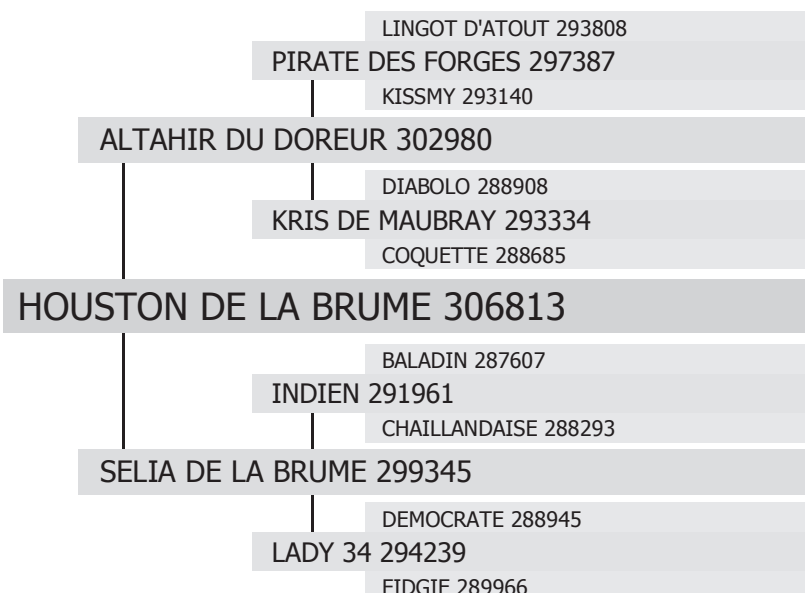 LINGOT D'ATOUT 293808
PIRATE DES FORGES 297387
KISSMY 293140
ALTAHIR DU DOREUR 302980
DIABOLO 288908
KRIS DE MAUBRAY 293334
COQUETTE 288685
HOUSTON DE LA BRUME 306813
BALADIN 287607
INDIEN 291961
CHAILLANDAISE 288293
SELIA DE LA BRUME 299345
DEMOCRATE 288945
LADY 34 294239
FIDGIE 289966